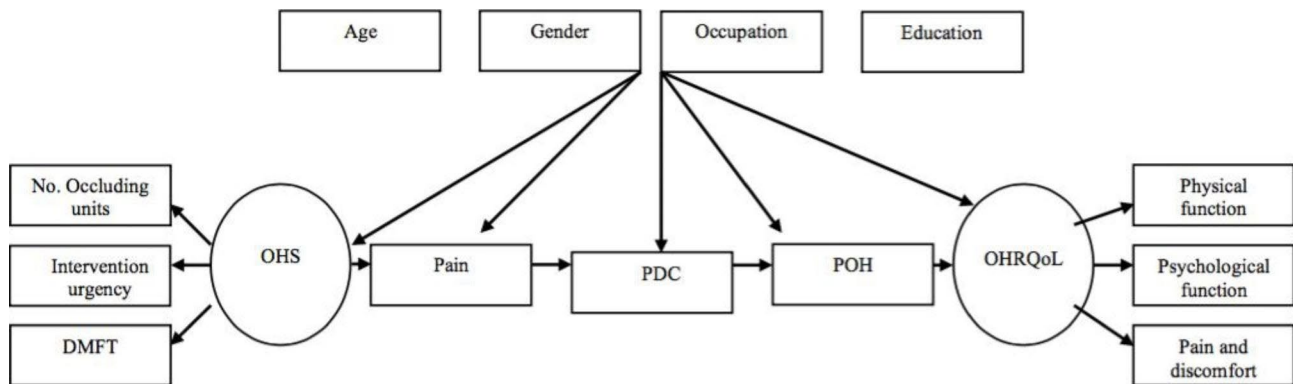 Age
Gender
Occupation
Education
No. Occluding
units
Intervention
urgency
DMFT
OHS
Pain
PDC
POH
OHRQoL
Physical
function
Psychological
function
Pain and
discomfort